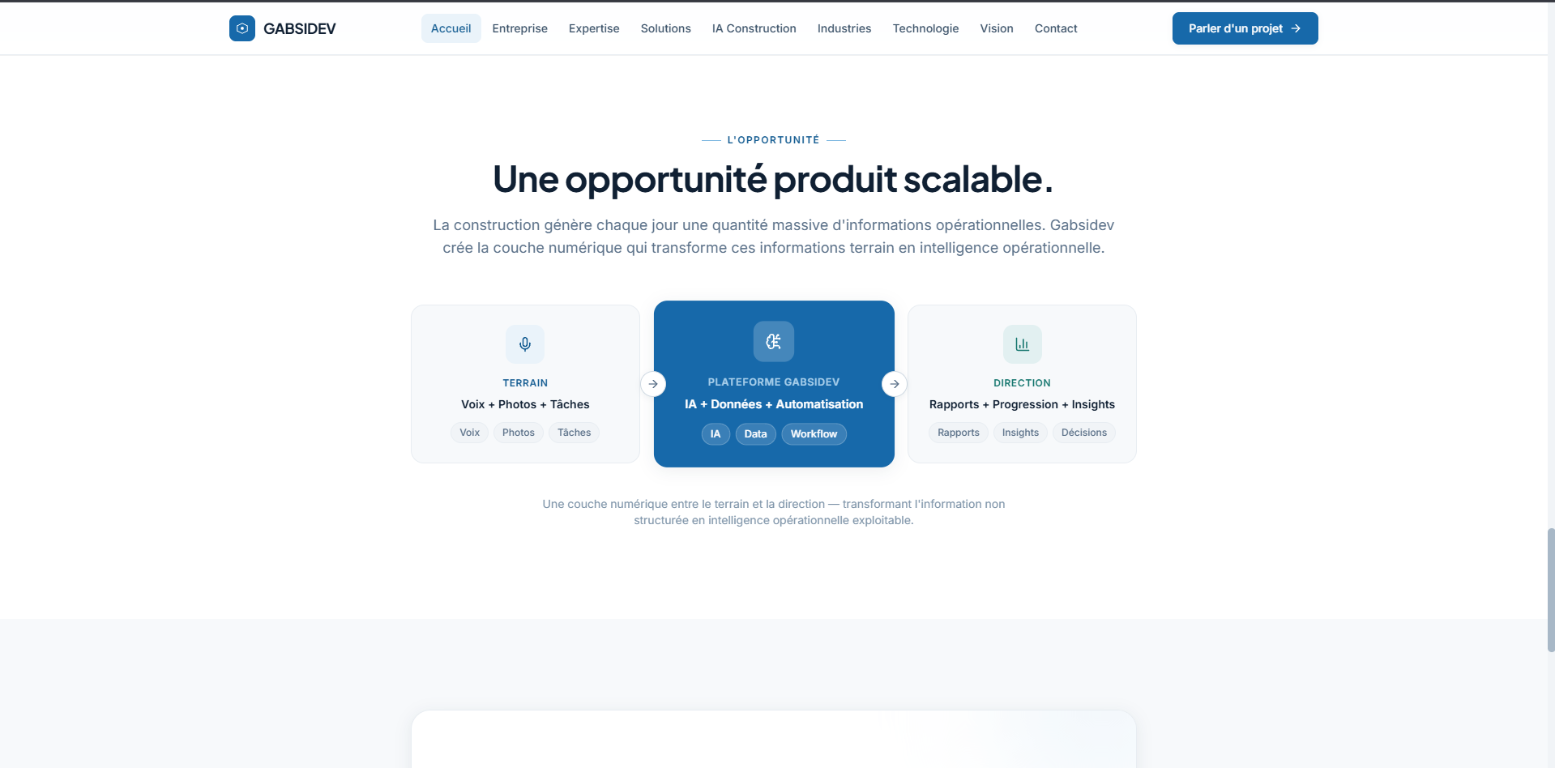 GABSIDEV
Accueil Entreprise Expertise Solutions IA Construction Industries Technologie Vision Contact
Parler d'un projet →
L'OPPORTUNITÉ
Une opportunité produit scalable.
La construction génère chaque jour une quantité massive d'informations opérationnelles. Gabsidev
crée la couche numérique qui transforme ces informations terrain en intelligence opérationnelle.
TERRAIN
Voix + Photos + Tâches
Voix Photos Tâches
PLATEFORME GABSIDEV
IA + Données + Automatisation
IA Data Workflow
DIRECTION
Rapports + Progression + Insights
Rapports Insights Décisions
Une couche numérique entre le terrain et la direction — transformant l'information non
structurée en intelligence opérationnelle exploitable.